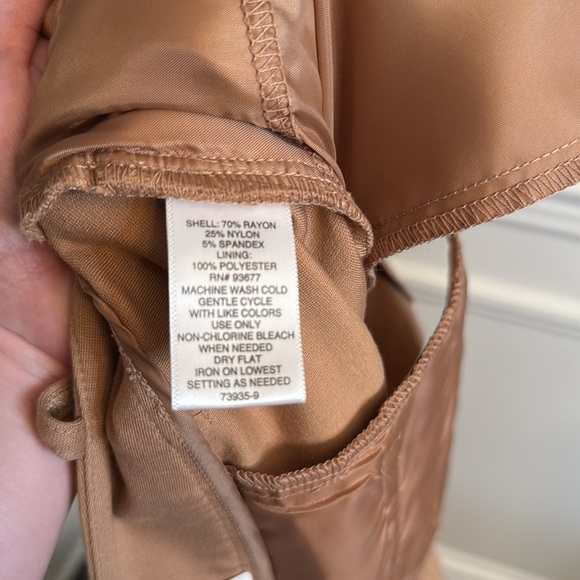 SHELL: 70% RAYON
25% NYLON
5% SPANDEX
LINING:
100% POLYESTER
RN# 93677
MACHINE WASH COLD
GENTLE CYCLE
WITH LIKE COLORS
USE ONLY
NON-CHLORINE BLEACH
WHEN NEEDED
DRY FLAT
IRON ON LOWEST
SETTING AS NEEDED
73935-9